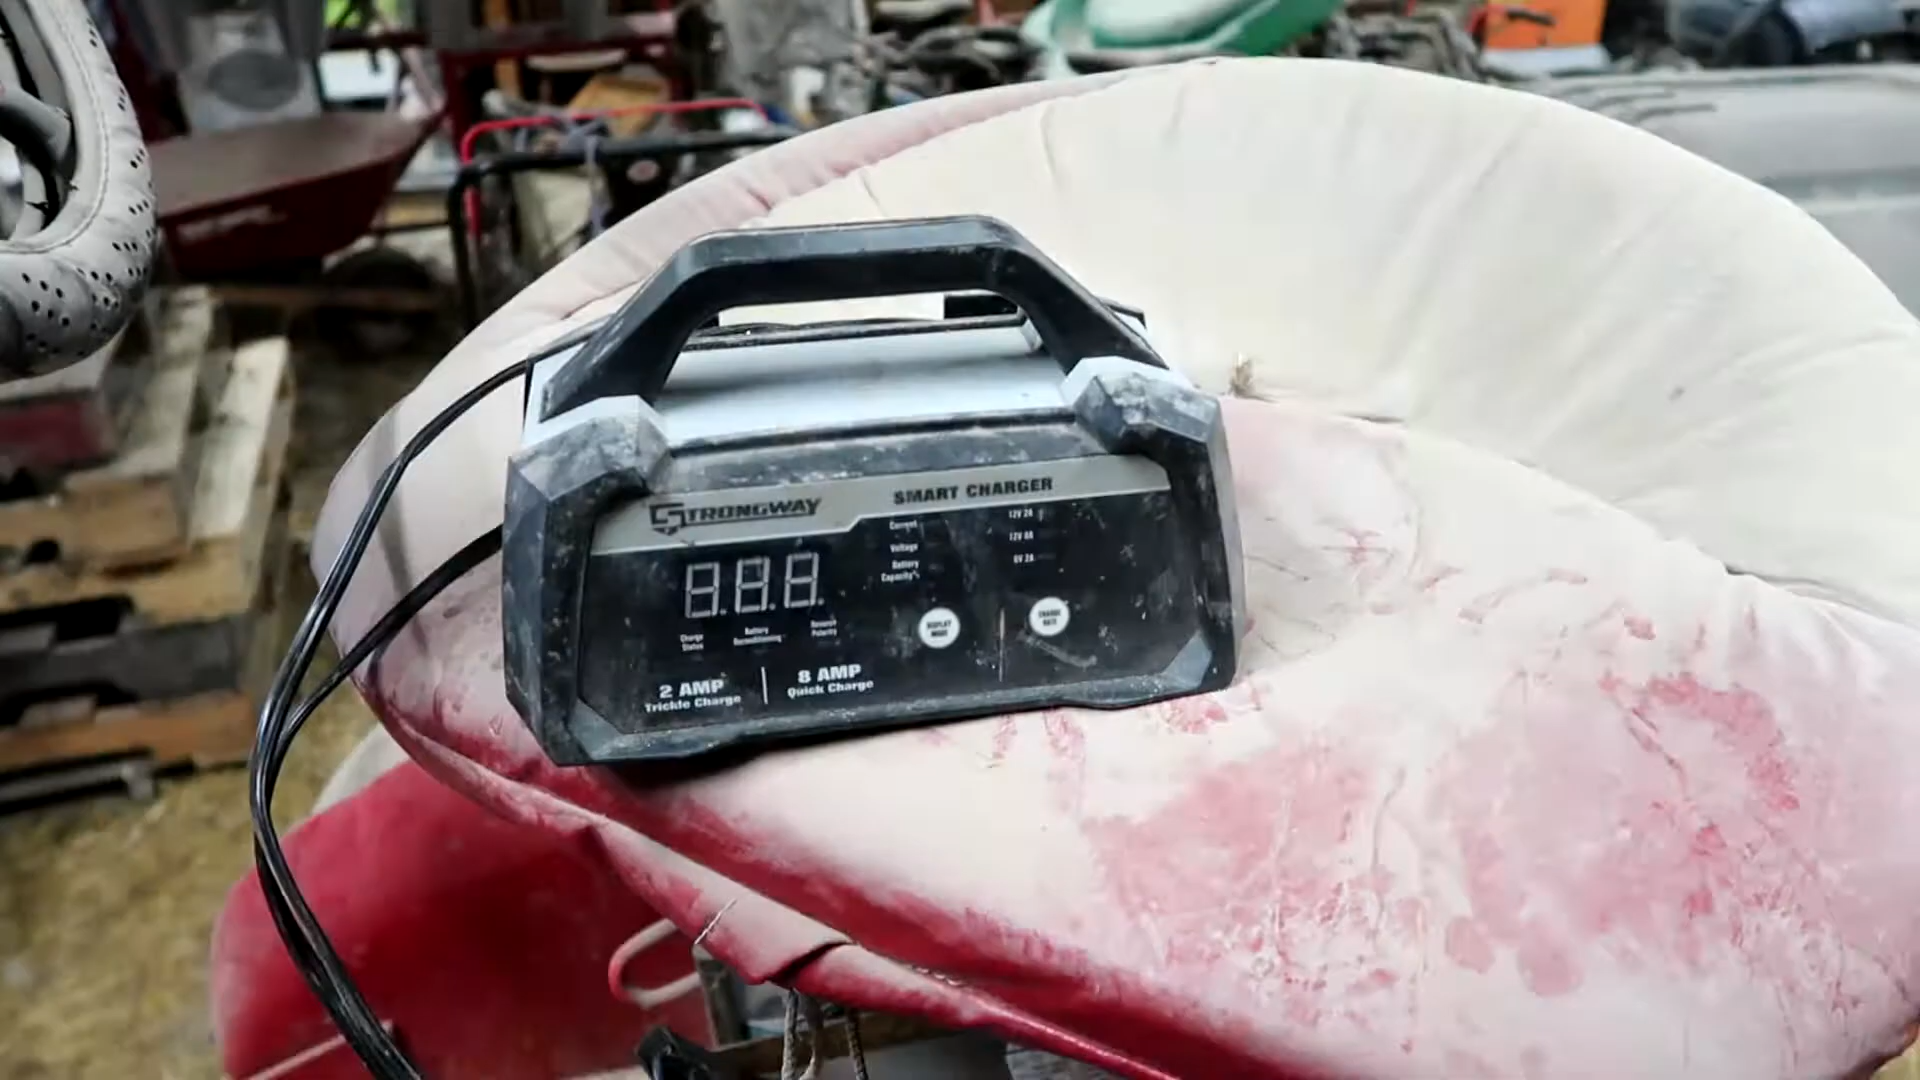 STRONGWAY
SMART CHARGER
Current
Voltage
Battery
Capacity%
12V 2A
12V 8A
6V 2A
8.8.8.
Charge
Status
Battery
Reconditioning
Reverse
Polarity
DISPLAY
MODE
CHARGE
RATE
2 AMP
Trickle Charge
8 AMP
Quick Charge